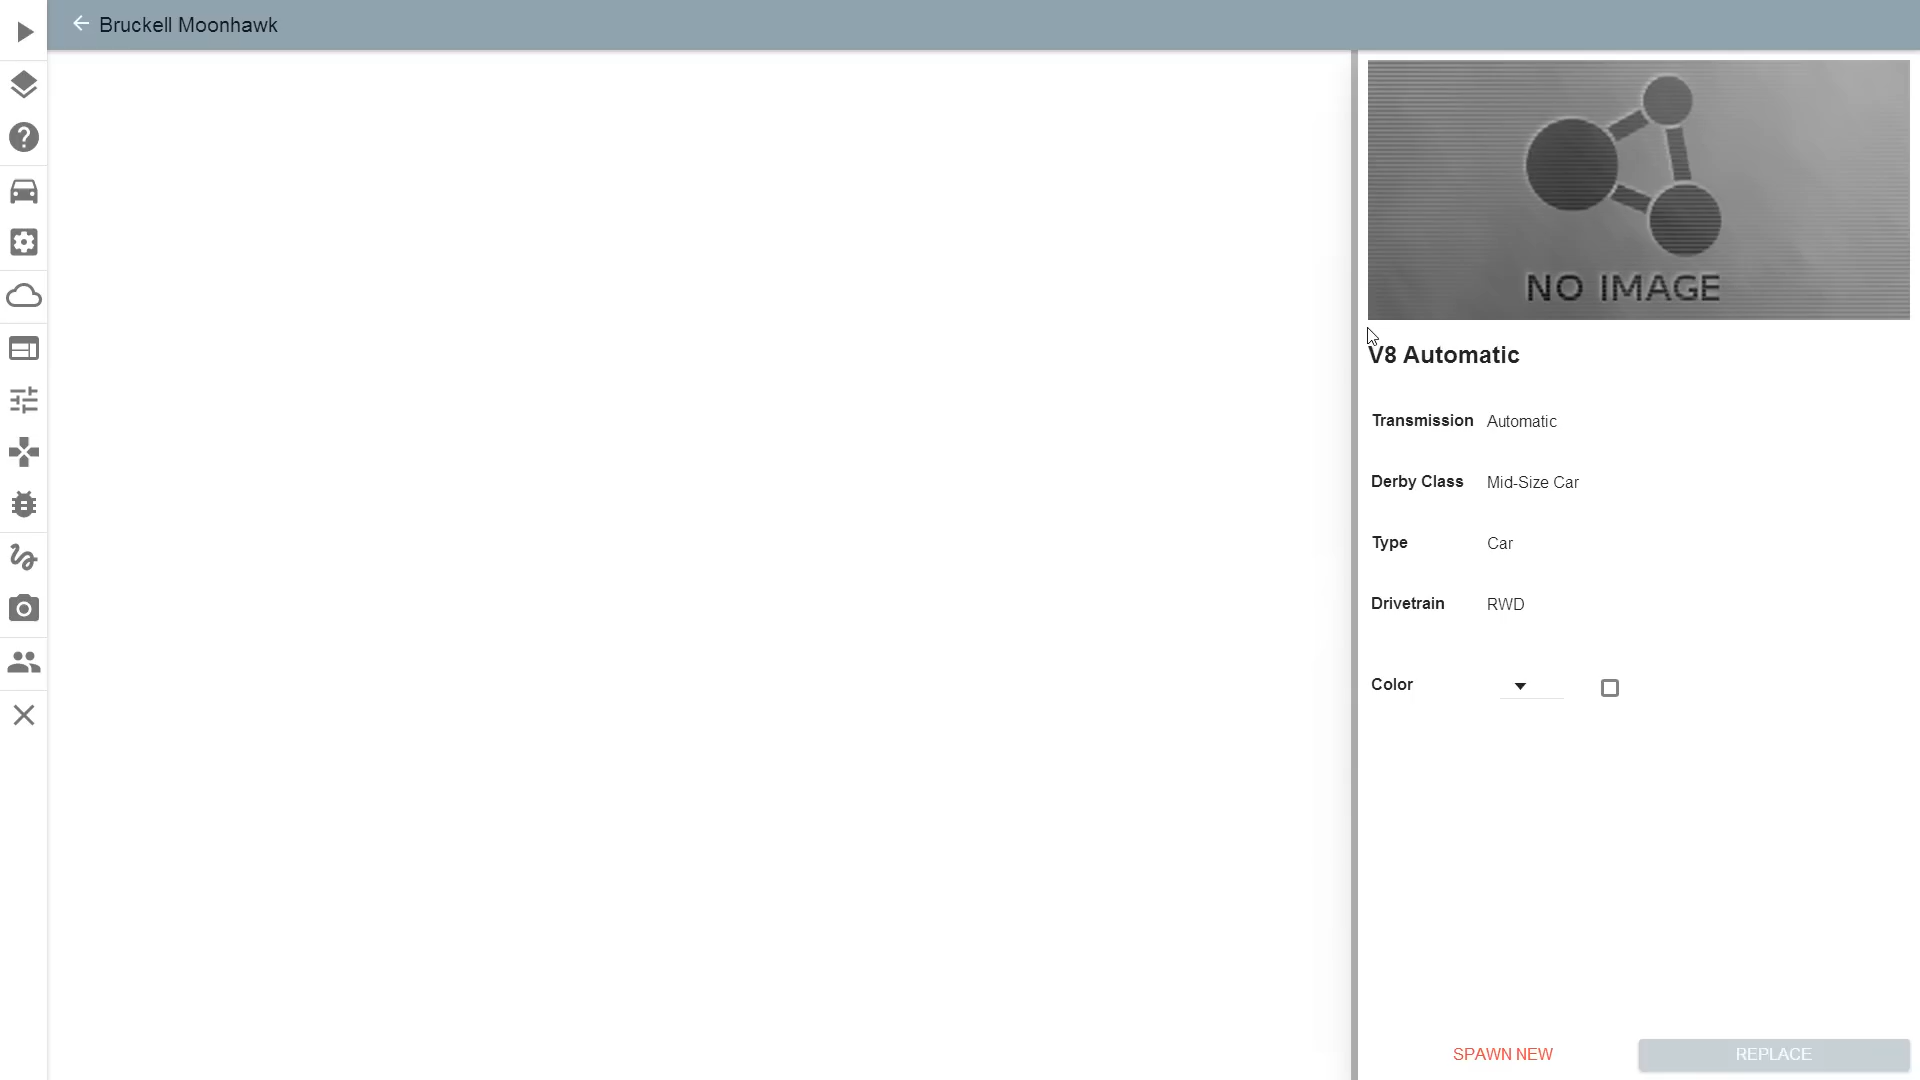 Bruckell Moonhawk
NO IMAGE
V8 Automatic
Transmission Automatic
Derby Class Mid-Size Car
Type Car
Drivetrain RWD
Color
SPAWN NEW REPLACE